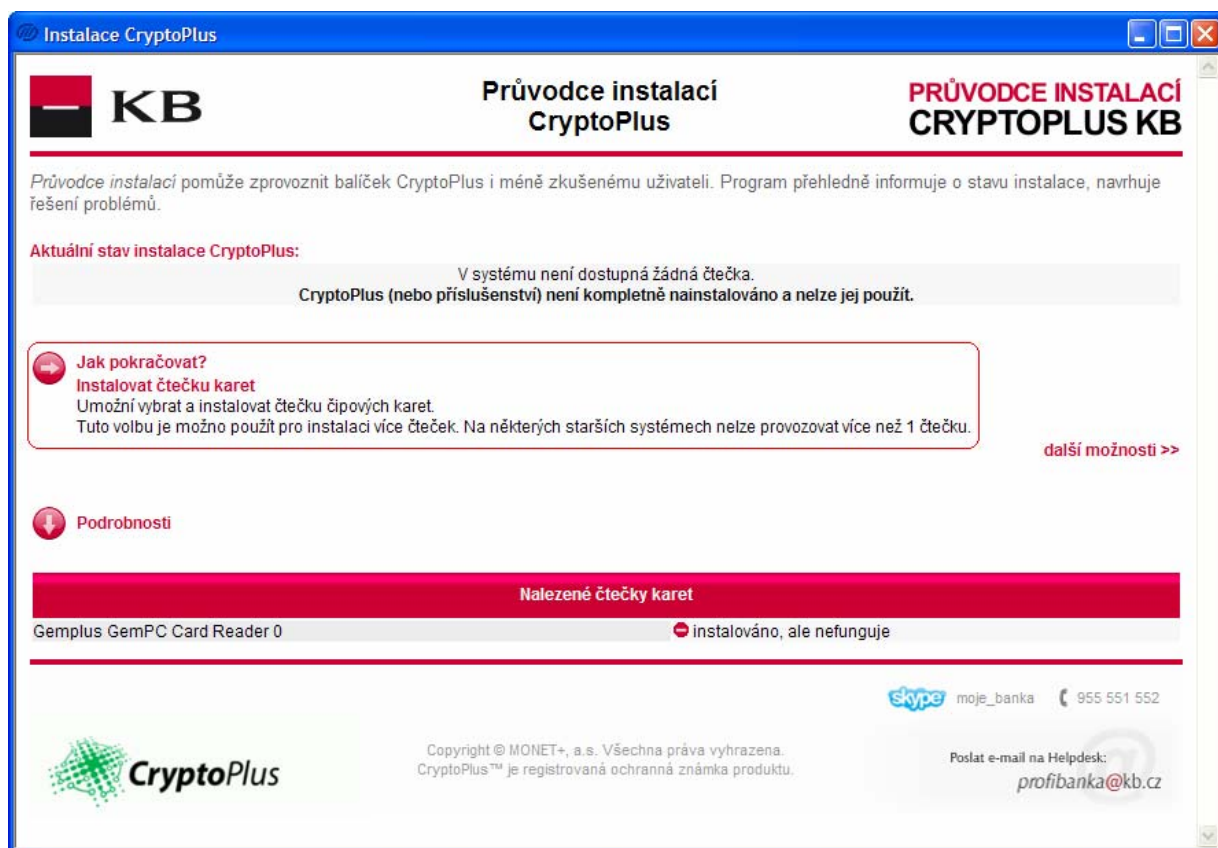 Instalace CryptoPlus
KB
Průvodce instalací
CryptoPlus
PRŮVODCE INSTALACÍ
CRYPTOPLUS KB
Průvodce instalací pomůže zprovoznit balíček CryptoPlus i méně zkušenému uživateli. Program přehledně informuje o stavu instalace, navrhuje
řešení problémů.
Aktuální stav instalace CryptoPlus:
V systému není dostupná žádná čtečka.
CryptoPlus (nebo příslušenství) není kompletně nainstalováno a nelze jej použít.
Jak pokračovat?
Instalovat čtečku karet
Umožní vybrat a instalovat čtečku čipových karet.
Tuto volbu je možno použít pro instalaci více čteček. Na některých starších systémech nelze provozovat více než 1 čtečku.
další možnosti >>
Podrobnosti
Nalezené čtečky karet
Gemplus GemPC Card Reader 0 instalováno, ale nefunguje
skype moje_banka 955 551 552
Copyright © MONET+, a.s. Všechna práva vyhrazena.
CryptoPlus™ je registrovaná ochranná známka produktu.
CryptoPlus
Poslat e-mail na Helpdesk:
profibanka@kb.cz